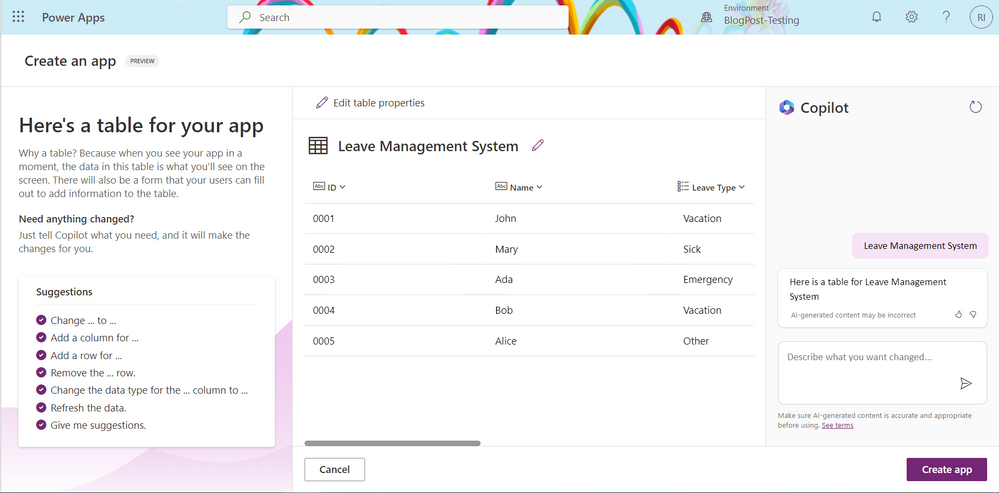 Power Apps
Search
Environment
BlogPost-Testing
?
RI
Create an app PREVIEW
Here's a table for your app
Why a table? Because when you see your app in a
moment, the data in this table is what you'll see on the
screen. There will also be a form that your users can fill
out to add information to the table.
Need anything changed?
Just tell Copilot what you need, and it will make the
changes for you.
Suggestions
Change ... to ...
Add a column for ...
Add a row for ...
Remove the ... row.
Change the data type for the ... column to ...
Refresh the data.
Give me suggestions.
Edit table properties
Leave Management System
Abc ID Abc Name Leave Type
0001 John Vacation
0002 Mary Sick
0003 Ada Emergency
0004 Bob Vacation
0005 Alice Other
Cancel
Copilot
Leave Management System
Here is a table for Leave Management
System
AI-generated content may be incorrect
Describe what you want changed...
Make sure AI-generated content is accurate and appropriate
before using. See terms
Create app